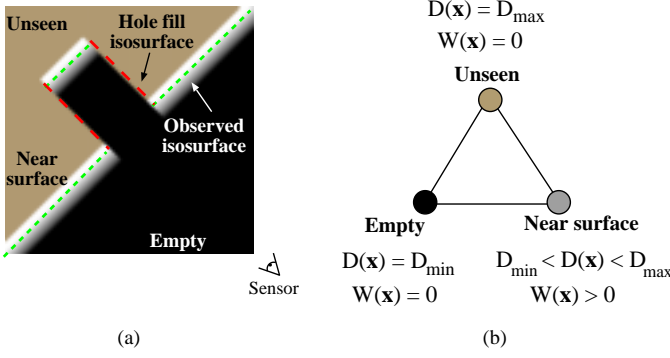 Unseen
Hole fill
isosurface
Observed
isosurface
Near
surface
Empty
Sensor
(a)
D(x) = D_max
W(x) = 0
Unseen
Empty
Near surface
D(x) = D_min
W(x) = 0
D_min < D(x) < D_max
W(x) > 0
(b)